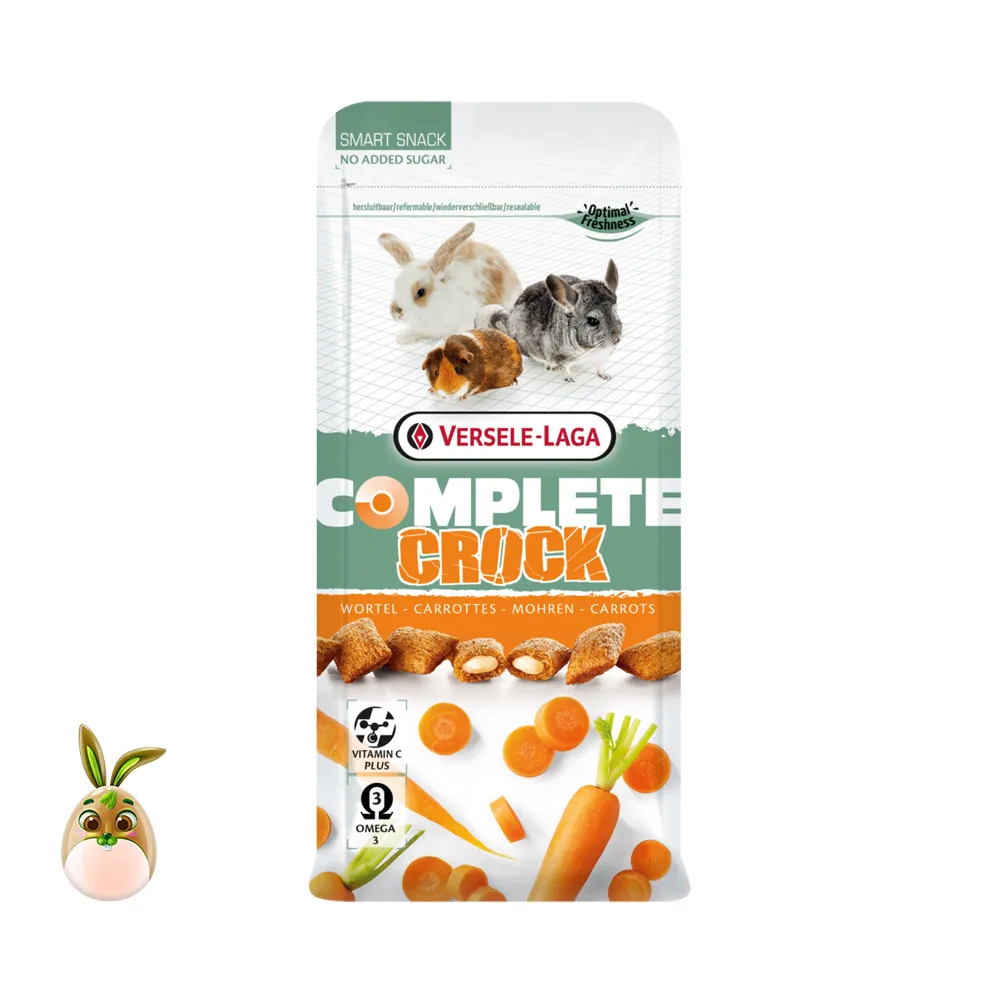 SMART SNACK
NO ADDED SUGAR
hersluitbaar/refermable/wiederverschließbar/resealable
Optimal
Freshness
VERSELE-LAGA
COMPLETE
CROCK
WORTEL - CARROTTES - MOHREN - CARROTS
C
VITAMIN C
PLUS
3
OMEGA
3